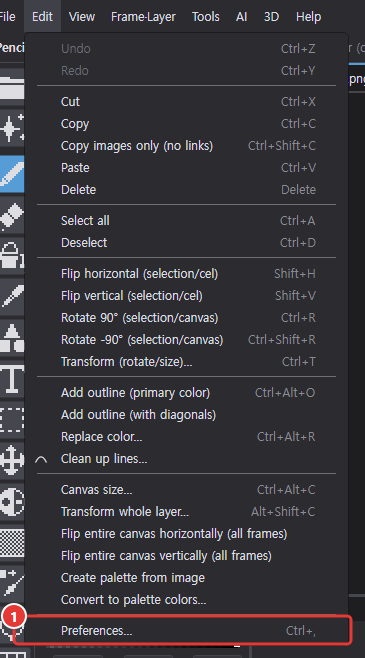 File Edit View Frame·Layer Tools AI 3D Help
Penci
Undo Ctrl+Z
Redo Ctrl+Y
Cut Ctrl+X
.png
Copy Ctrl+C
Copy images only (no links) Ctrl+Shift+C
Paste Ctrl+V
Delete Delete
Select all Ctrl+A
Deselect Ctrl+D
Flip horizontal (selection/cel) Shift+H
Flip vertical (selection/cel) Shift+V
Rotate 90° (selection/canvas) Ctrl+R
Rotate -90° (selection/canvas) Ctrl+Shift+R
Transform (rotate/size)... Ctrl+T
Add outline (primary color) Ctrl+Alt+O
Add outline (with diagonals)
Replace color... Ctrl+Alt+R
Clean up lines...
Canvas size... Ctrl+Alt+C
Transform whole layer... Alt+Shift+C
Flip entire canvas horizontally (all frames)
Flip entire canvas vertically (all frames)
Create palette from image
Convert to palette colors...
1
Preferences... Ctrl+,